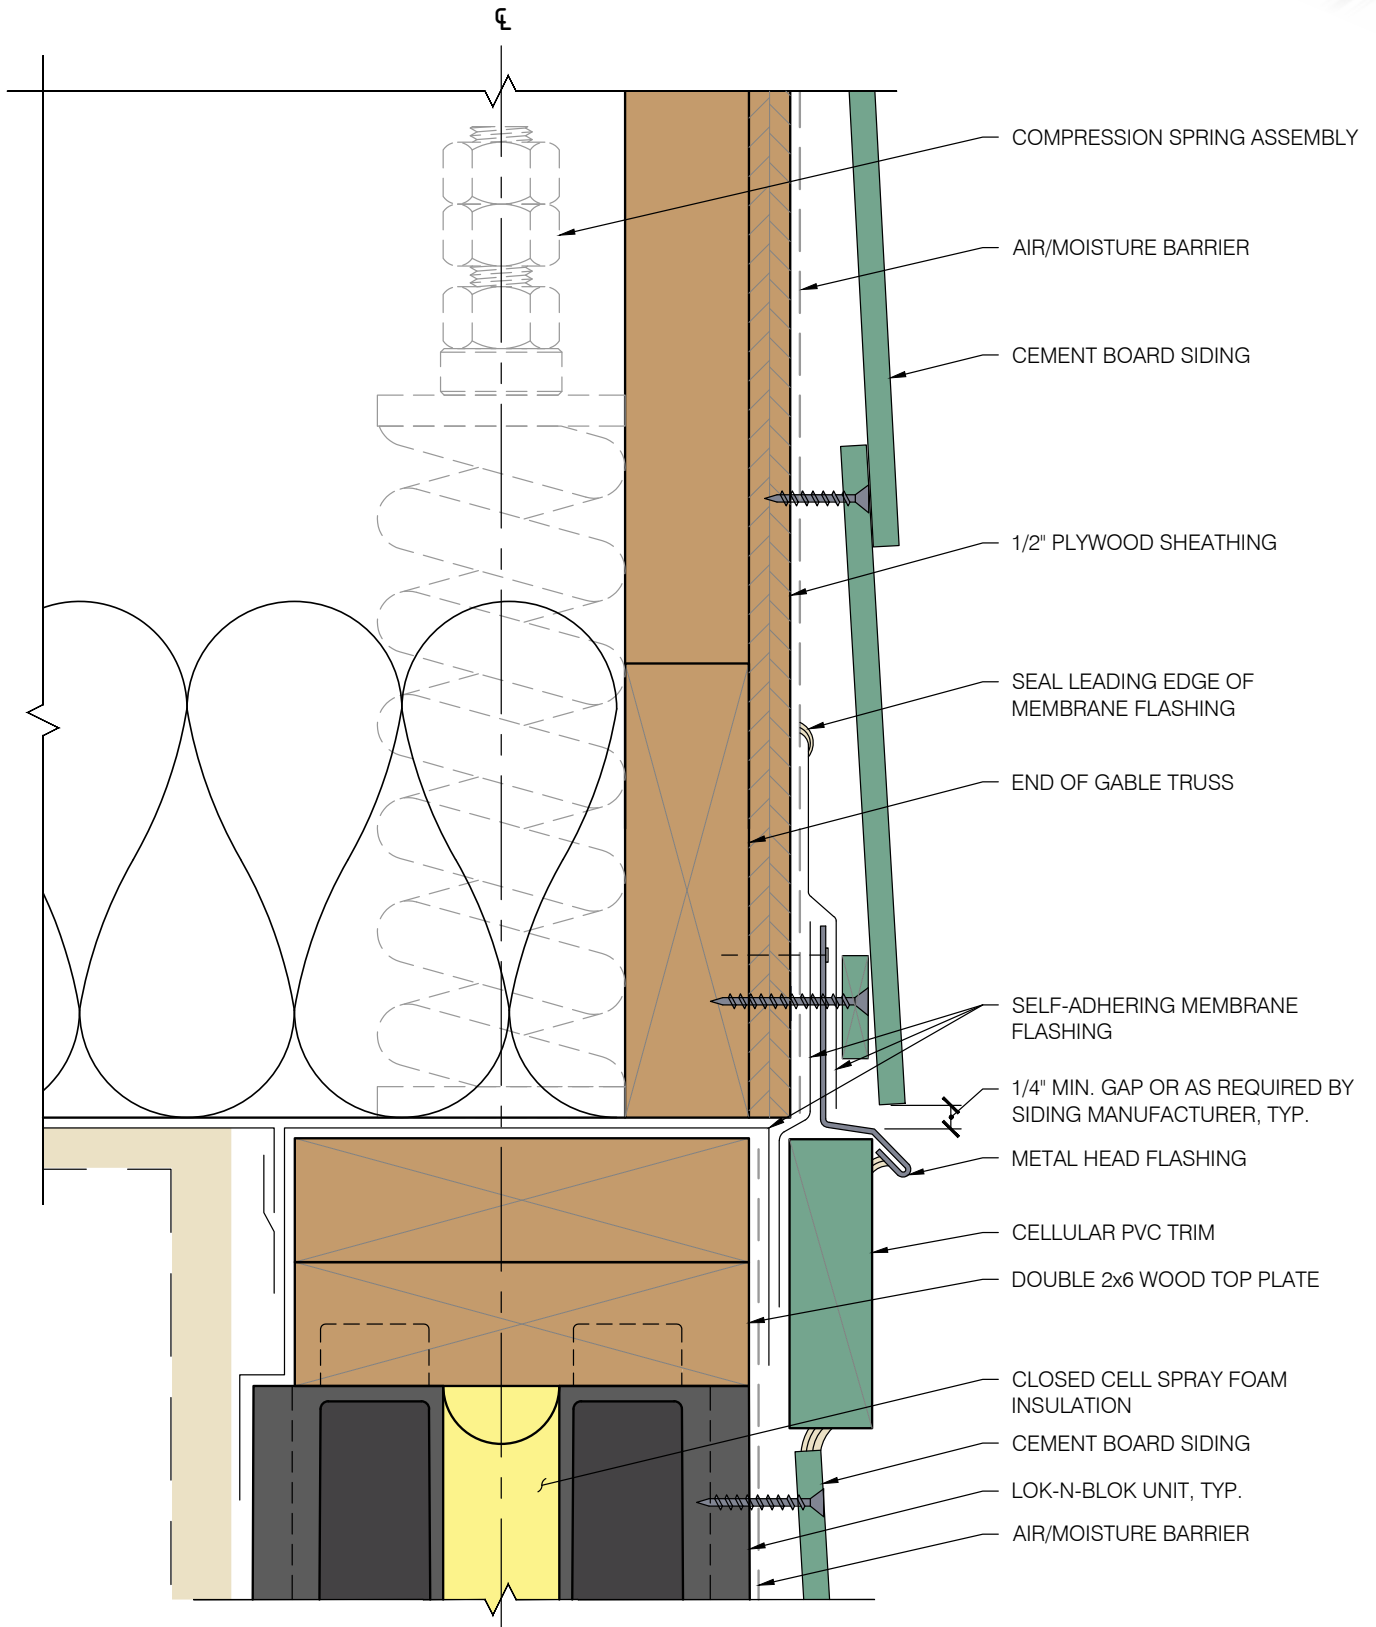 ℄
COMPRESSION SPRING ASSEMBLY
AIR/MOISTURE BARRIER
CEMENT BOARD SIDING
1/2" PLYWOOD SHEATHING
SEAL LEADING EDGE OF
MEMBRANE FLASHING
END OF GABLE TRUSS
SELF-ADHERING MEMBRANE
FLASHING
1/4" MIN. GAP OR AS REQUIRED BY
SIDING MANUFACTURER, TYP.
METAL HEAD FLASHING
CELLULAR PVC TRIM
DOUBLE 2x6 WOOD TOP PLATE
CLOSED CELL SPRAY FOAM
INSULATION
CEMENT BOARD SIDING
LOK-N-BLOK UNIT, TYP.
AIR/MOISTURE BARRIER